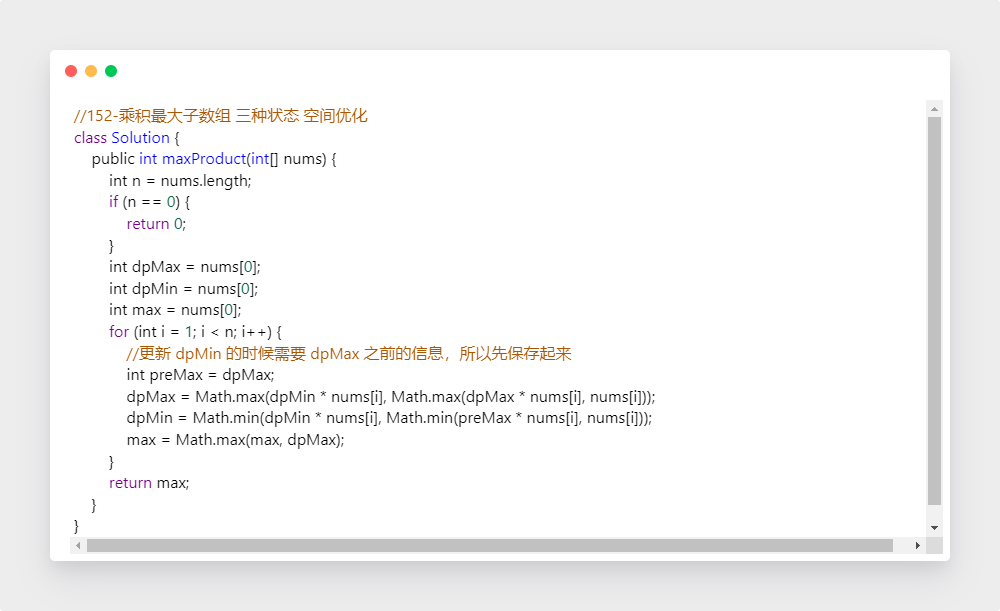 //152-乘积最大子数组 三种状态 空间优化
class Solution {
public int maxProduct(int[] nums) {
int n = nums.length;
if (n == 0) {
return 0;
}
int dpMax = nums[0];
int dpMin = nums[0];
int max = nums[0];
for (int i = 1; i < n; i++) {
//更新 dpMin 的时候需要 dpMax 之前的信息，所以先保存起来
int preMax = dpMax;
dpMax = Math.max(dpMin * nums[i], Math.max(dpMax * nums[i], nums[i]));
dpMin = Math.min(dpMin * nums[i], Math.min(preMax * nums[i], nums[i]));
max = Math.max(max, dpMax);
}
return max;
}
}